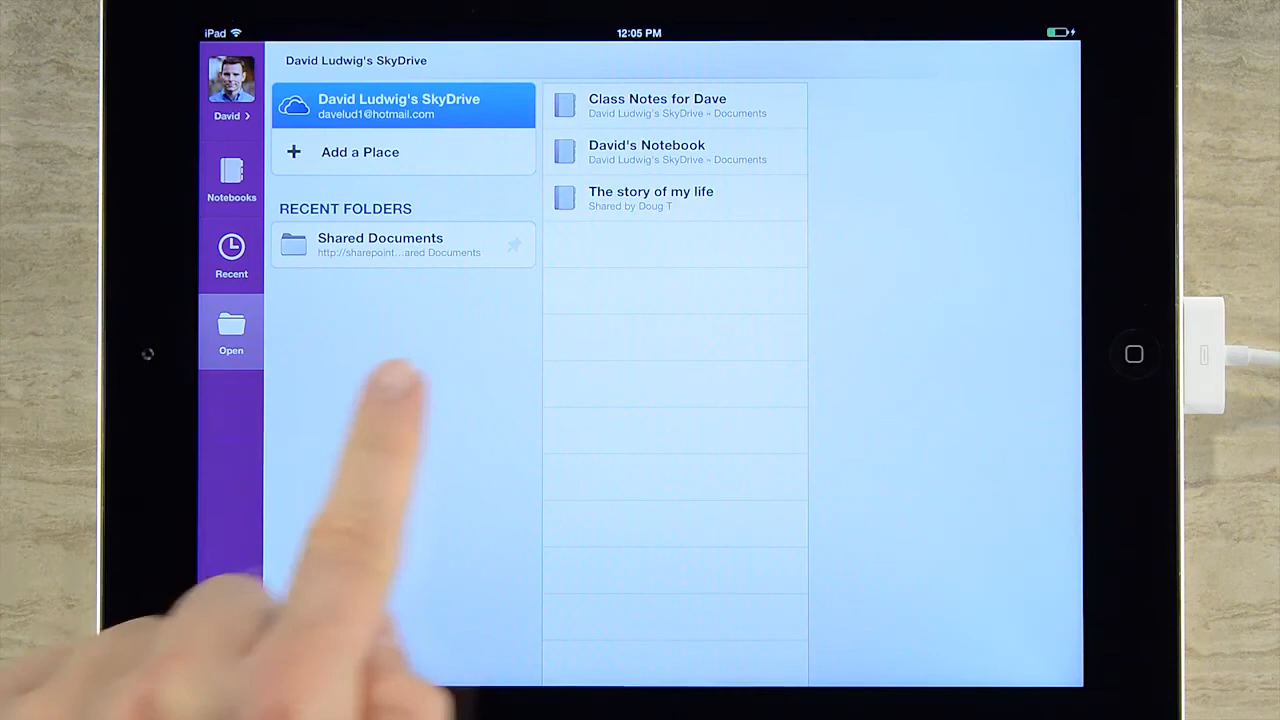 iPad
12:05 PM
David Ludwig's SkyDrive
David >
Notebooks
Recent
Open
David Ludwig's SkyDrive
davelud1@hotmail.com
+ Add a Place
RECENT FOLDERS
Shared Documents
http://sharepoint...ared Documents
Class Notes for Dave
David Ludwig's SkyDrive » Documents
David's Notebook
David Ludwig's SkyDrive » Documents
The story of my life
Shared by Doug T